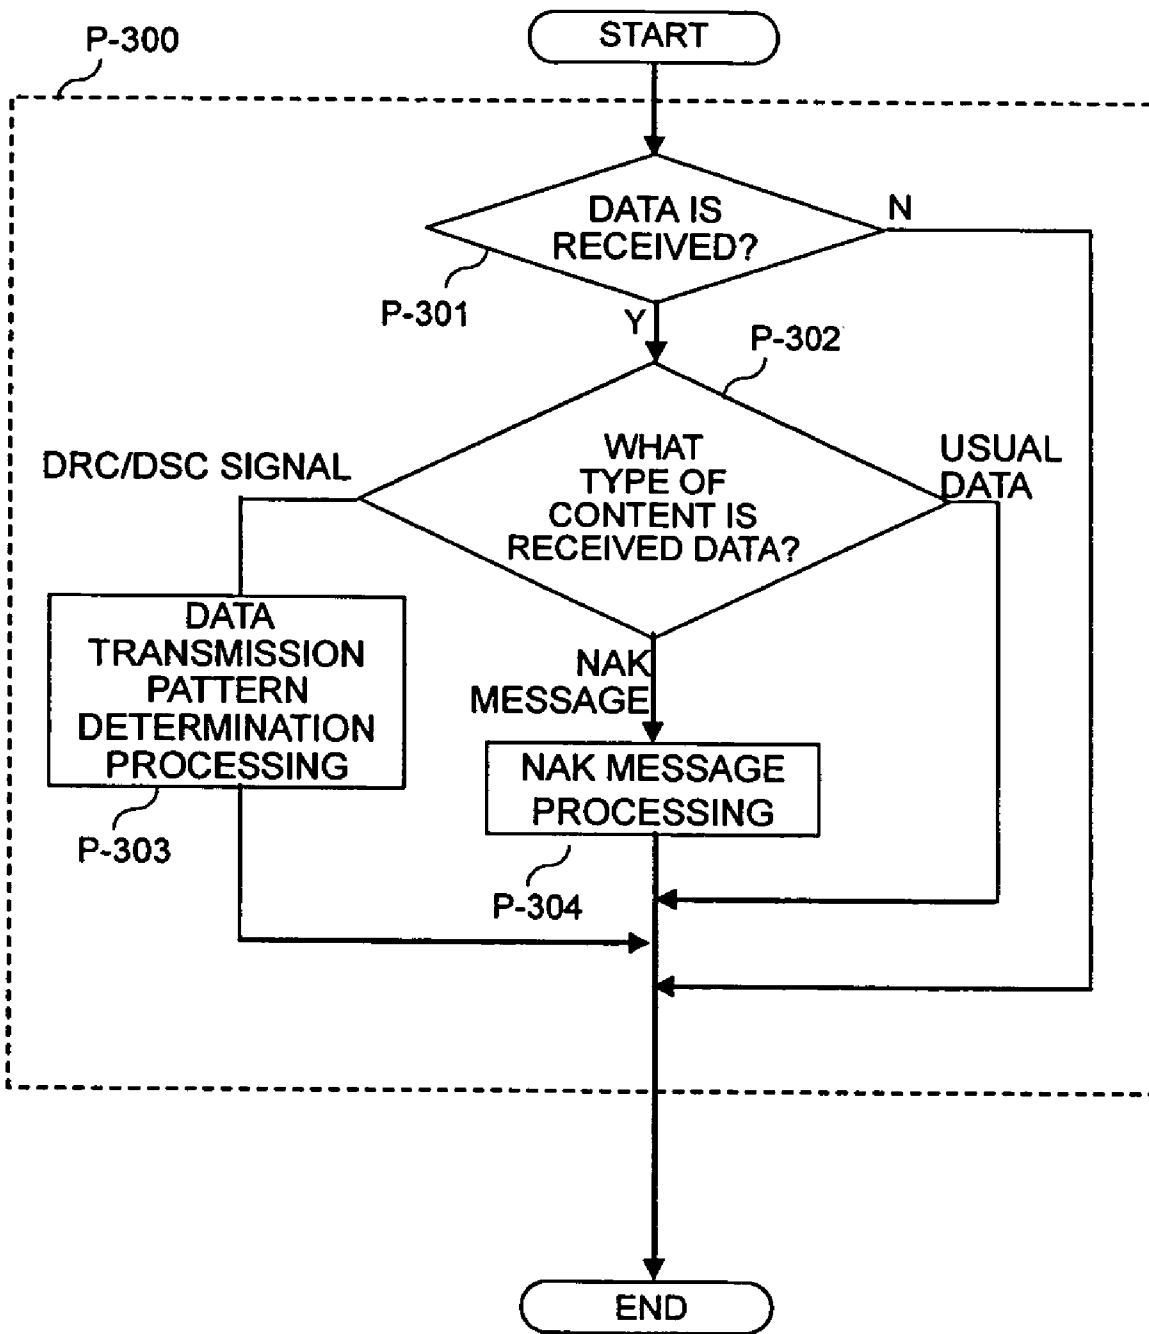 START
P-300
DATA IS
RECEIVED?
N
P-301
Y
P-302
WHAT
TYPE OF
CONTENT IS
RECEIVED DATA?
DRC/DSC SIGNAL
USUAL
DATA
DATA
TRANSMISSION
PATTERN
DETERMINATION
PROCESSING
NAK
MESSAGE
NAK MESSAGE
PROCESSING
P-303
P-304
END